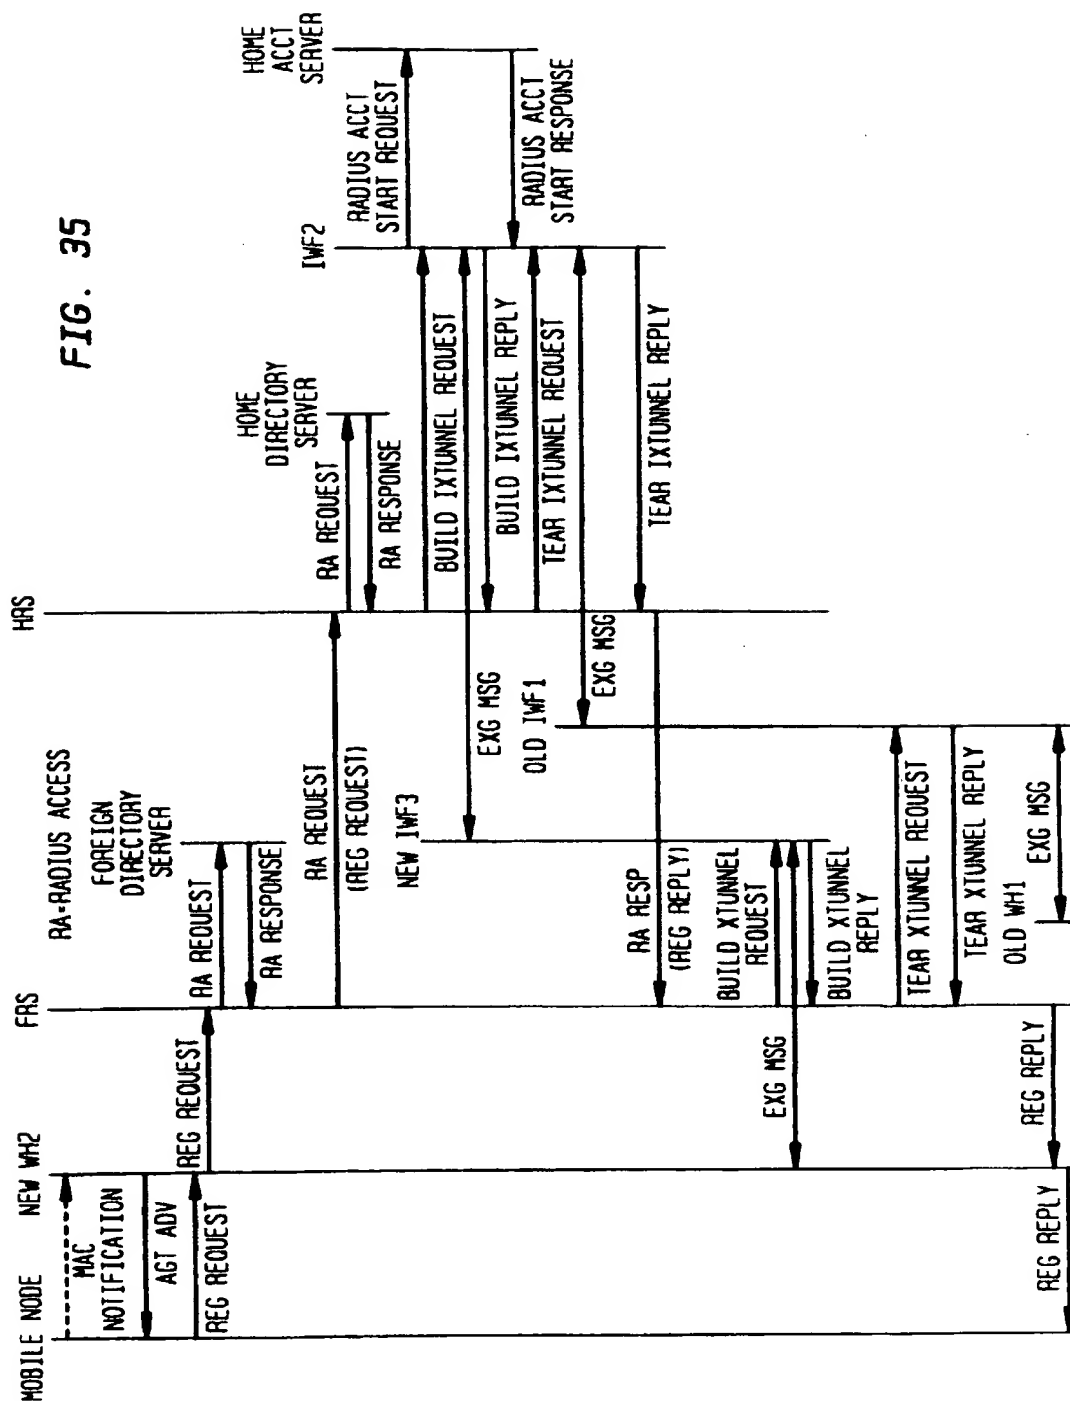 FIG. 35
RA=RADIUS ACCESS
MOBILE NODE
NEW WH2
FRS
FOREIGN
DIRECTORY
SERVER
HRS
HOME
DIRECTORY
SERVER
IWF2
HOME
ACCT
SERVER
MAC
NOTIFICATION
AGT ADV
REG REQUEST
REG REQUEST
RA REQUEST
RA RESPONSE
RA REQUEST
(REG REQUEST)
RA REQUEST
RA RESPONSE
RADIUS ACCT
START REQUEST
BUILD IXTUNNEL REQUEST
NEW IWF3
EXG MSG
BUILD IXTUNNEL REPLY
RADIUS ACCT
START RESPONSE
TEAR IXTUNNEL REQUEST
OLD IWF1
EXG MSG
TEAR IXTUNNEL REPLY
RA RESP
(REG REPLY)
BUILD XTUNNEL
REQUEST
EXG MSG
BUILD XTUNNEL
REPLY
TEAR XTUNNEL REQUEST
TEAR XTUNNEL REPLY
OLD WH1
EXG MSG
REG REPLY
REG REPLY